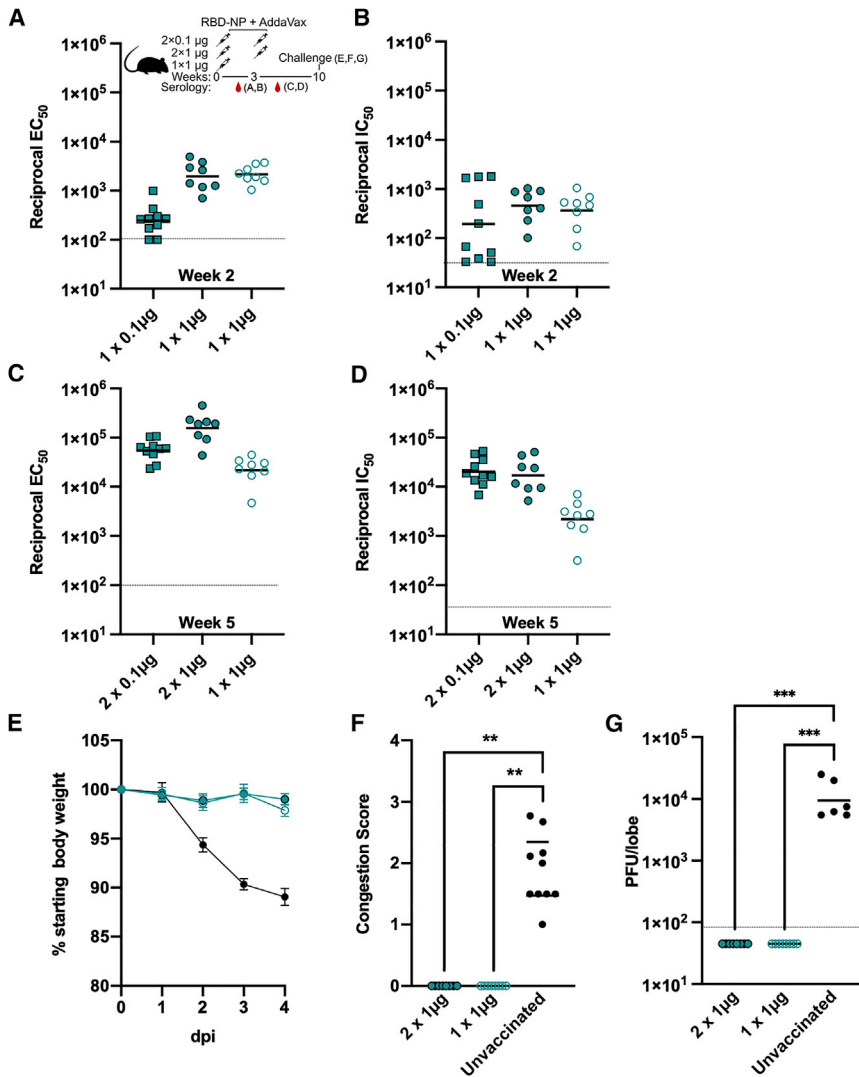 A
RBD-NP + AddaVax
2×0.1 µg
2×1 µg
1×1 µg
Challenge (E,F,G)
Weeks: 0 3 10
Serology: (A,B) (C,D)
Reciprocal EC50
1×10^6
1×10^5
1×10^4
1×10^3
1×10^2
1×10^1
Week 2
1 x 0.1µg
1 x 1µg
1 x 1µg
B
Reciprocal IC50
1×10^6
1×10^5
1×10^4
1×10^3
1×10^2
1×10^1
Week 2
1 x 0.1µg
1 x 1µg
1 x 1µg
C
Reciprocal EC50
1×10^6
1×10^5
1×10^4
1×10^3
1×10^2
1×10^1
Week 5
2 x 0.1µg
2 x 1µg
1 x 1µg
D
Reciprocal IC50
1×10^6
1×10^5
1×10^4
1×10^3
1×10^2
1×10^1
Week 5
2 x 0.1µg
2 x 1µg
1 x 1µg
E
% starting body weight
105
100
95
90
85
80
0 1 2 3 4
dpi
F
Congestion Score
4
3
2
1
0
**
**
2 x 1µg
1 x 1µg
Unvaccinated
G
PFU/lobe
1×10^5
1×10^4
1×10^3
1×10^2
1×10^1
***
***
2 x 1µg
1 x 1µg
Unvaccinated